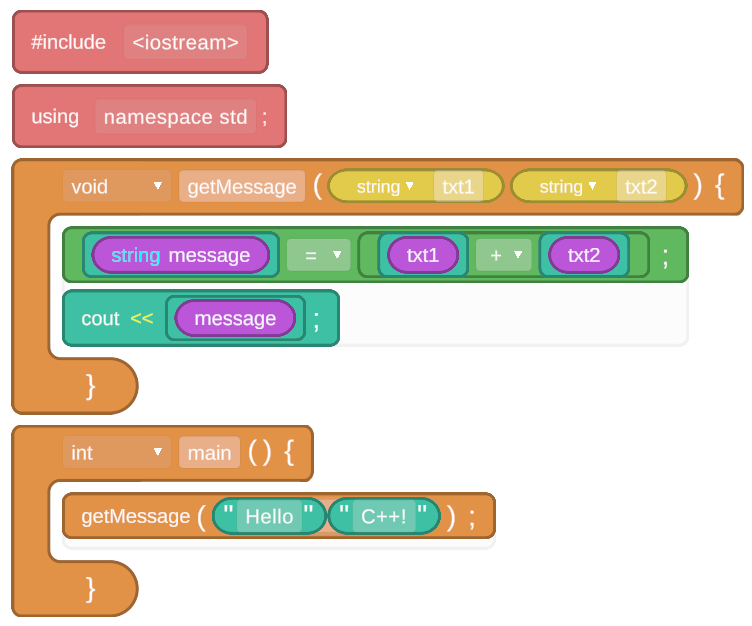 #include <iostream>
using namespace std ;
void getMessage ( string txt1 string txt2 ) {
string message = txt1 + txt2 ;
cout << message ;
}
int main ( ) {
getMessage ( " Hello " " C++! " ) ;
}